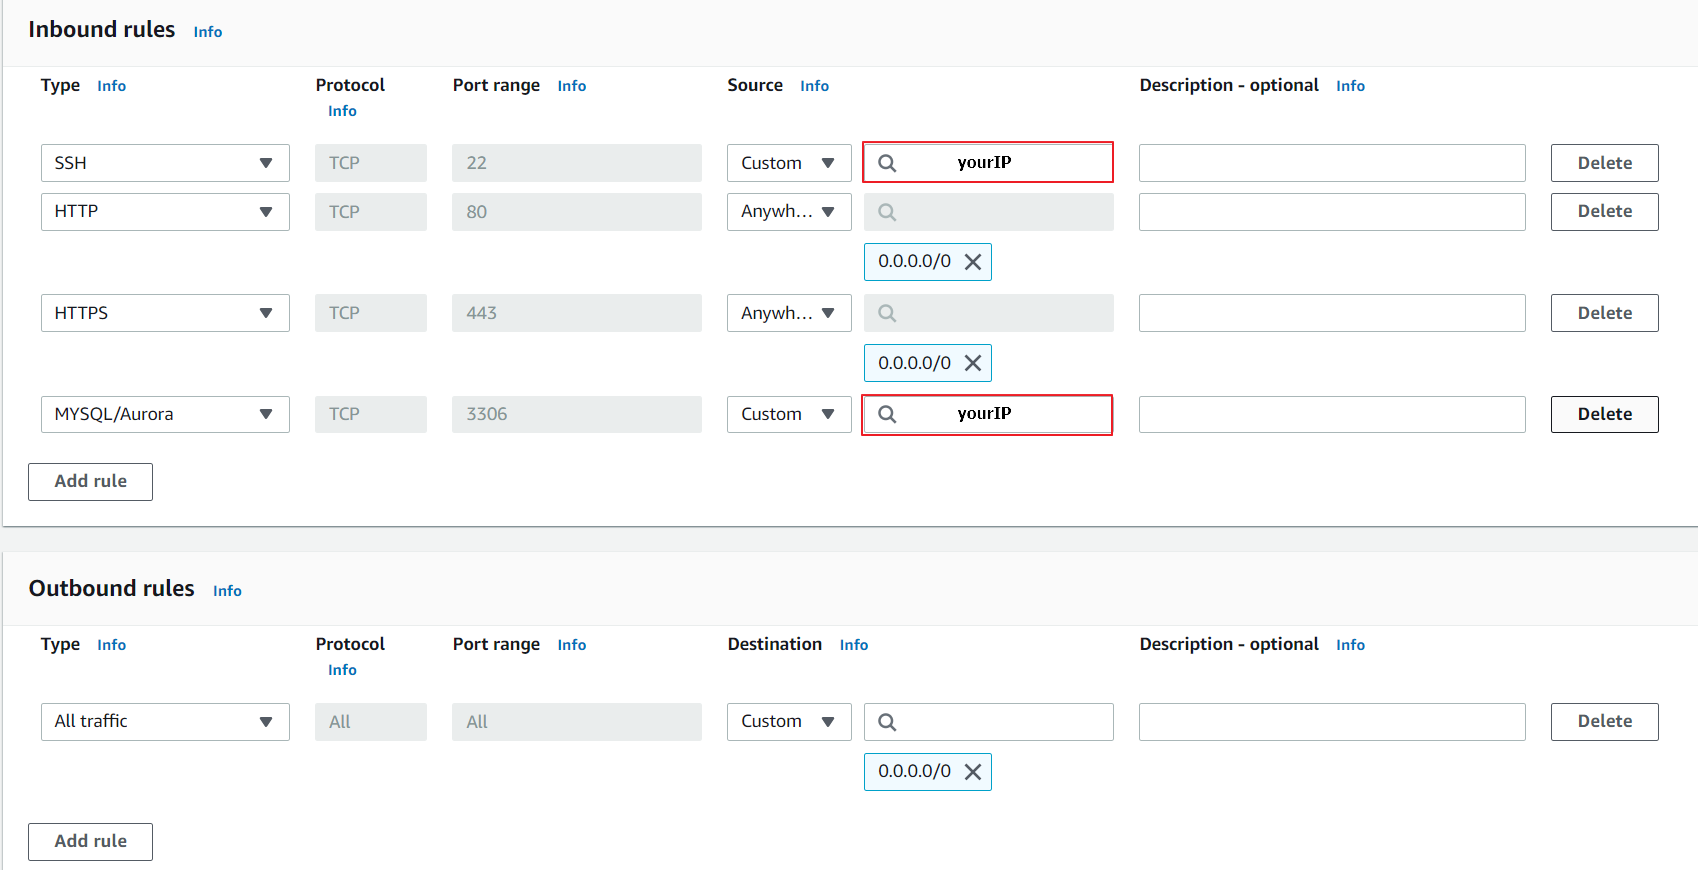 Inbound rules Info
Type Info Protocol Port range Info Source Info Description - optional Info
Info
SSH TCP 22 Custom yourIP Delete
HTTP TCP 80 Anywh... Delete
0.0.0.0/0
HTTPS TCP 443 Anywh... Delete
0.0.0.0/0
MYSQL/Aurora TCP 3306 Custom yourIP Delete
Add rule
Outbound rules Info
Type Info Protocol Port range Info Destination Info Description - optional Info
Info
All traffic All All Custom Delete
0.0.0.0/0
Add rule